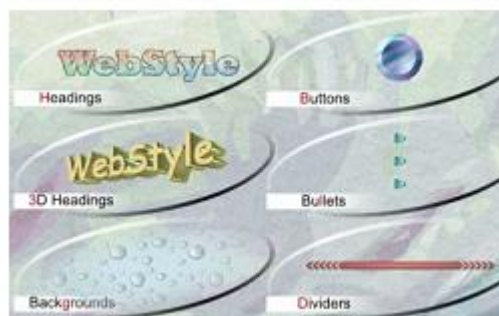 WebStyle
Headings
Buttons
WebStyle
3D Headings
Bullets
Backgrounds
Dividers